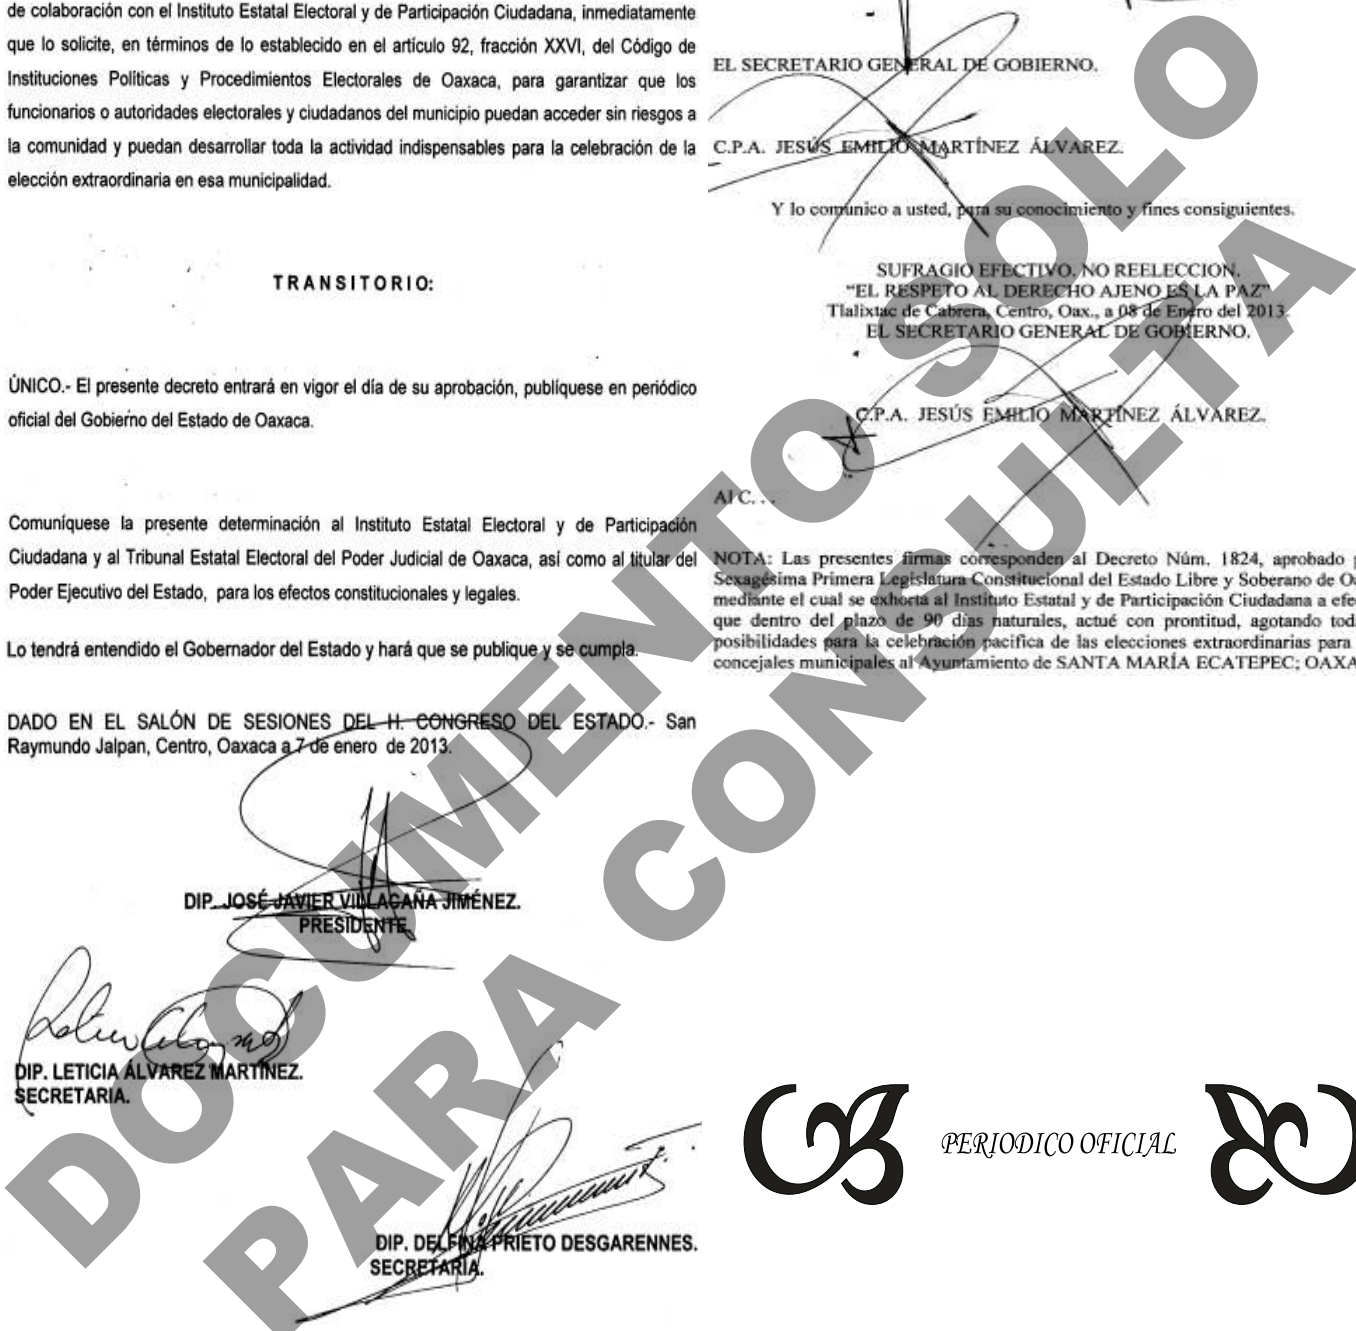 de colaboración con el Instituto Estatal Electoral y de Participación Ciudadana, inmediatamente
que lo solicite, en términos de lo establecido en el artículo 92, fracción XXVI, del Código de
Instituciones Políticas y Procedimientos Electorales de Oaxaca, para garantizar que los
funcionarios o autoridades electorales y ciudadanos del municipio puedan acceder sin riesgos a
la comunidad y puedan desarrollar toda la actividad indispensables para la celebración de la
elección extraordinaria en esa municipalidad.
TRANSITORIO:
ÚNICO.- El presente decreto entrará en vigor el día de su aprobación, publíquese en periódico
oficial del Gobierno del Estado de Oaxaca.
Comuníquese la presente determinación al Instituto Estatal Electoral y de Participación
Ciudadana y al Tribunal Estatal Electoral del Poder Judicial de Oaxaca, así como al titular del
Poder Ejecutivo del Estado, para los efectos constitucionales y legales.
Lo tendrá entendido el Gobernador del Estado y hará que se publique y se cumpla.
DADO EN EL SALÓN DE SESIONES DEL H. CONGRESO DEL ESTADO.- San
Raymundo Jalpan, Centro, Oaxaca a 7 de enero de 2013.
DIP. JOSÉ JAVIER VILLACAÑA JIMÉNEZ.
PRESIDENTE.
DIP. LETICIA ÁLVAREZ MARTÍNEZ.
SECRETARIA.
DIP. DELFINA PRIETO DESGARENNES.
SECRETARIA.
EL SECRETARIO GENERAL DE GOBIERNO.
C.P.A. JESÚS EMILIO MARTÍNEZ ÁLVAREZ.
Y lo comunico a usted, para su conocimiento y fines consiguientes.
SUFRAGIO EFECTIVO. NO REELECCION.
"EL RESPETO AL DERECHO AJENO ES LA PAZ"
Tlalixtac de Cabrera, Centro, Oax., a 08 de Enero del 2013.
EL SECRETARIO GENERAL DE GOBIERNO.
C.P.A. JESÚS EMILIO MARTÍNEZ ÁLVAREZ.
Al C. . .
NOTA: Las presentes firmas corresponden al Decreto Núm. 1824, aprobado p
Sexagésima Primera Legislatura Constitucional del Estado Libre y Soberano de Oa
mediante el cual se exhorta al Instituto Estatal y de Participación Ciudadana a efe
que dentro del plazo de 90 días naturales, actué con prontitud, agotando tod
posibilidades para la celebración pacifica de las elecciones extraordinarias para
concejales municipales al Ayuntamiento de SANTA MARÍA ECATEPEC; OAXA
PERIODICO OFICIAL
DOCUMENTO SOLO
PARA CONSULTA